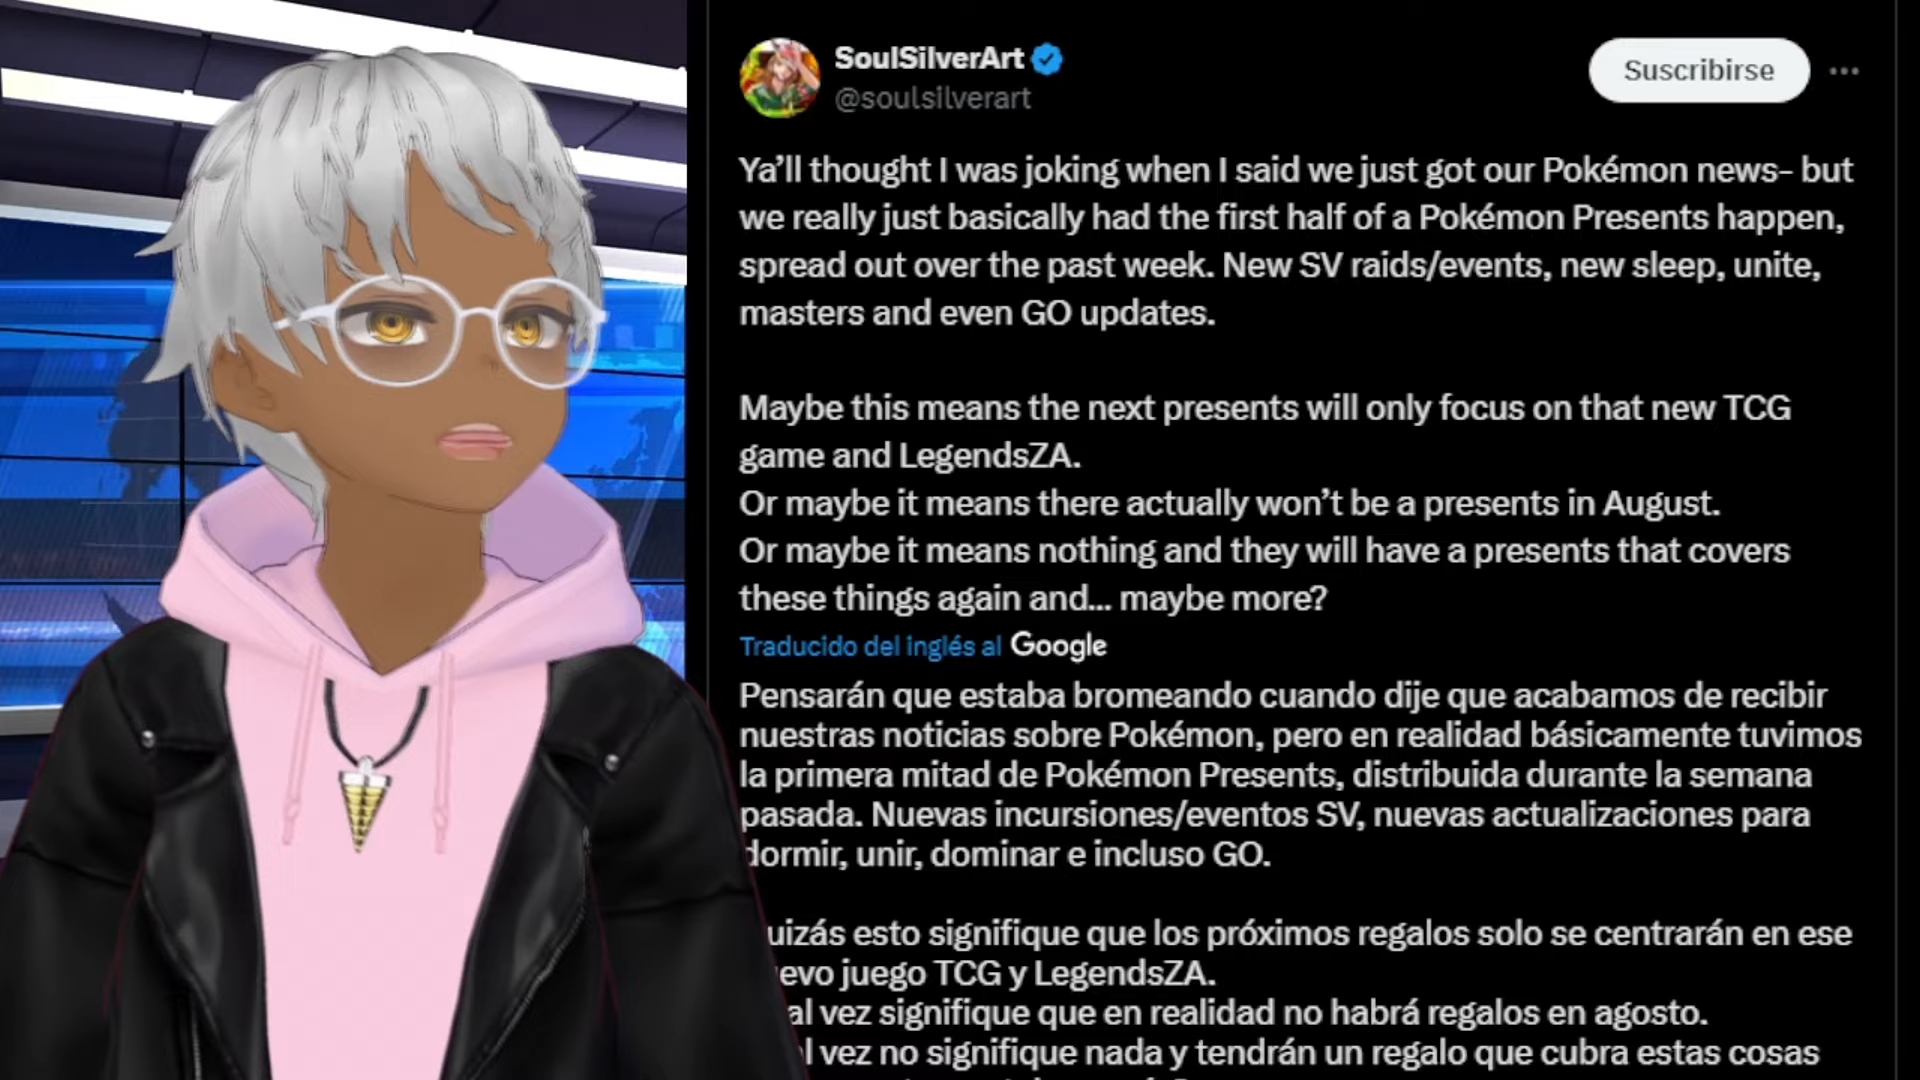 SoulSilverArt
@soulsilverart
Suscribirse
Ya’ll thought I was joking when I said we just got our Pokémon news- but
we really just basically had the first half of a Pokémon Presents happen,
spread out over the past week. New SV raids/events, new sleep, unite,
masters and even GO updates.
Maybe this means the next presents will only focus on that new TCG
game and LegendsZA.
Or maybe it means there actually won’t be a presents in August.
Or maybe it means nothing and they will have a presents that covers
these things again and... maybe more?
Traducido del inglés al Google
Pensarán que estaba bromeando cuando dije que acabamos de recibir
nuestras noticias sobre Pokémon, pero en realidad básicamente tuvimos
la primera mitad de Pokémon Presents, distribuida durante la semana
pasada. Nuevas incursiones/eventos SV, nuevas actualizaciones para
dormir, unir, dominar e incluso GO.
uizás esto signifique que los próximos regalos solo se centrarán en ese
evo juego TCG y LegendsZA.
al vez signifique que en realidad no habrá regalos en agosto.
l vez no signifique nada y tendrán un regalo que cubra estas cosas